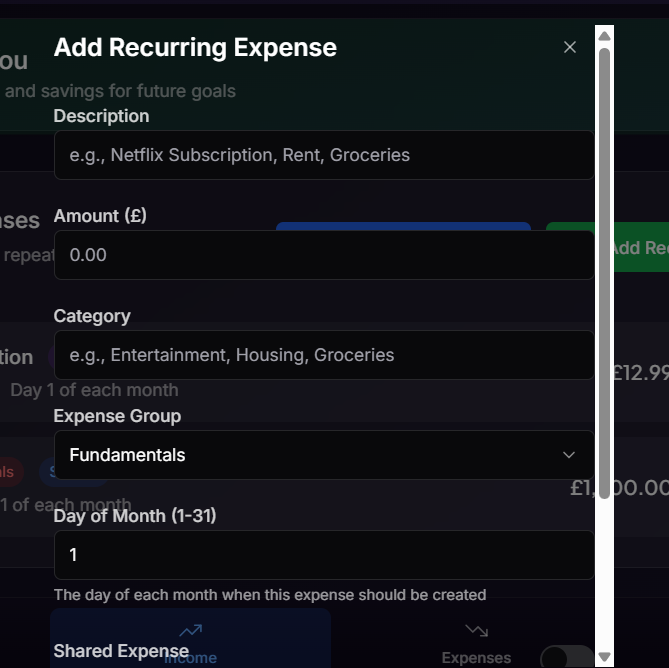 Add Recurring Expense
ou
and savings for future goals
Description
e.g., Netflix Subscription, Rent, Groceries
ses
Amount (£)
repeat
Add Rec
0.00
Category
e.g., Entertainment, Housing, Groceries
tion
£12.99
Day 1 of each month
Expense Group
Fundamentals
ls
S
£1, 00.00
1 of each month
Day of Month (1-31)
1
The day of each month when this expense should be created
Shared Expense
Income
Expenses